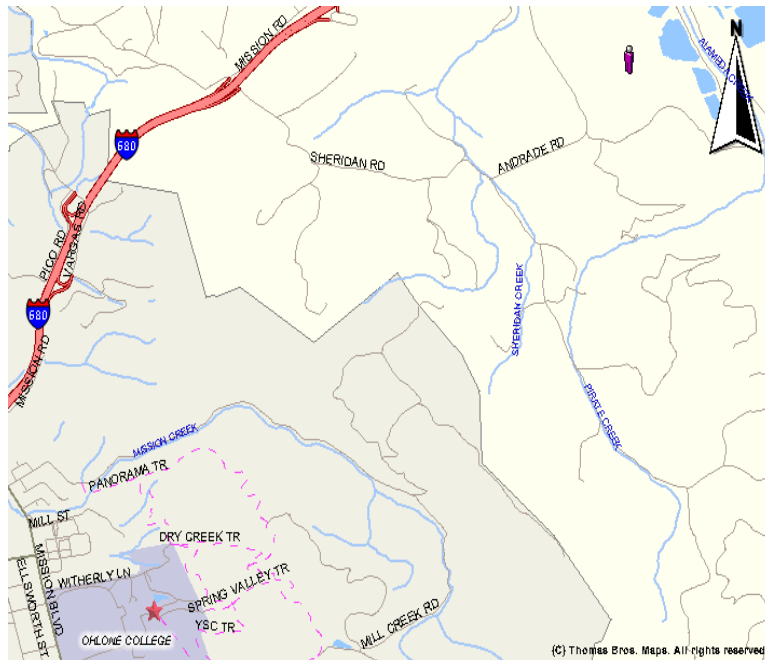 MISSION RD
N
ALAMEDA CREEK
680
SHERIDAN RD
ANDRADE RD
PICO RD
VARGAS RD
680
SHERIDAN CREEK
MISSION RD
PIRATE CREEK
MISSION CREEK
PANORAMA TR
MILL ST
DRY CREEK TR
MISSION BLVD
ELLSWORTH ST.
WITHERLY LN
SPRING VALLEY TR
YSC TR
MILL CREEK RD
OHLONE COLLEGE
(C) Thomas Bros. Maps. All rights reserved